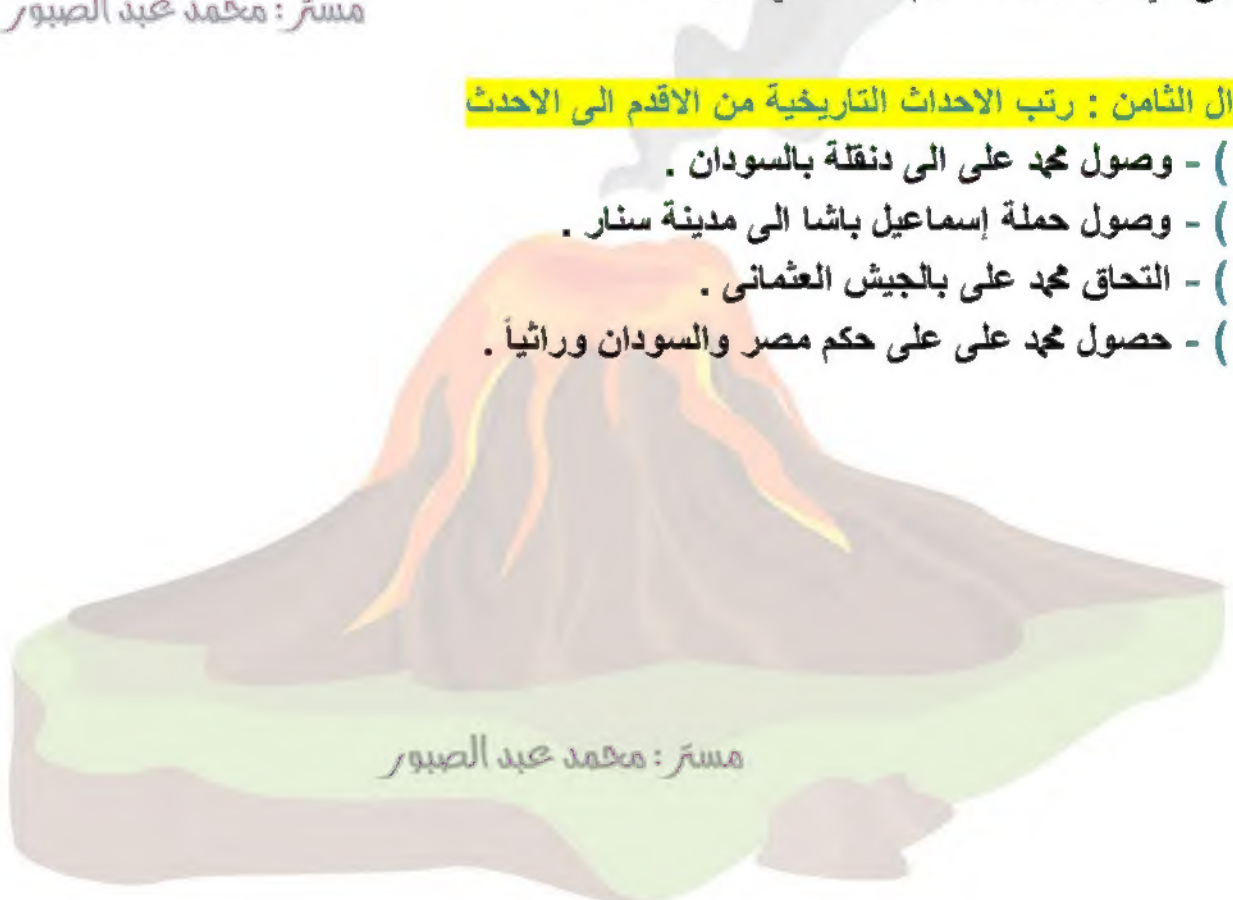 مستر : محمد عبد الصبور
ال الثامن : رتب الاحداث التاريخية من الاقدم الى الاحدث
) - وصول محمد على الى دنقلة بالسودان .
) - وصول حملة إسماعيل باشا الى مدينة سنار .
) - التحاق محمد على بالجيش العثمانى .
) - حصول محمد على على حكم مصر والسودان وراثياً .
مستر : محمد عبد الصبور